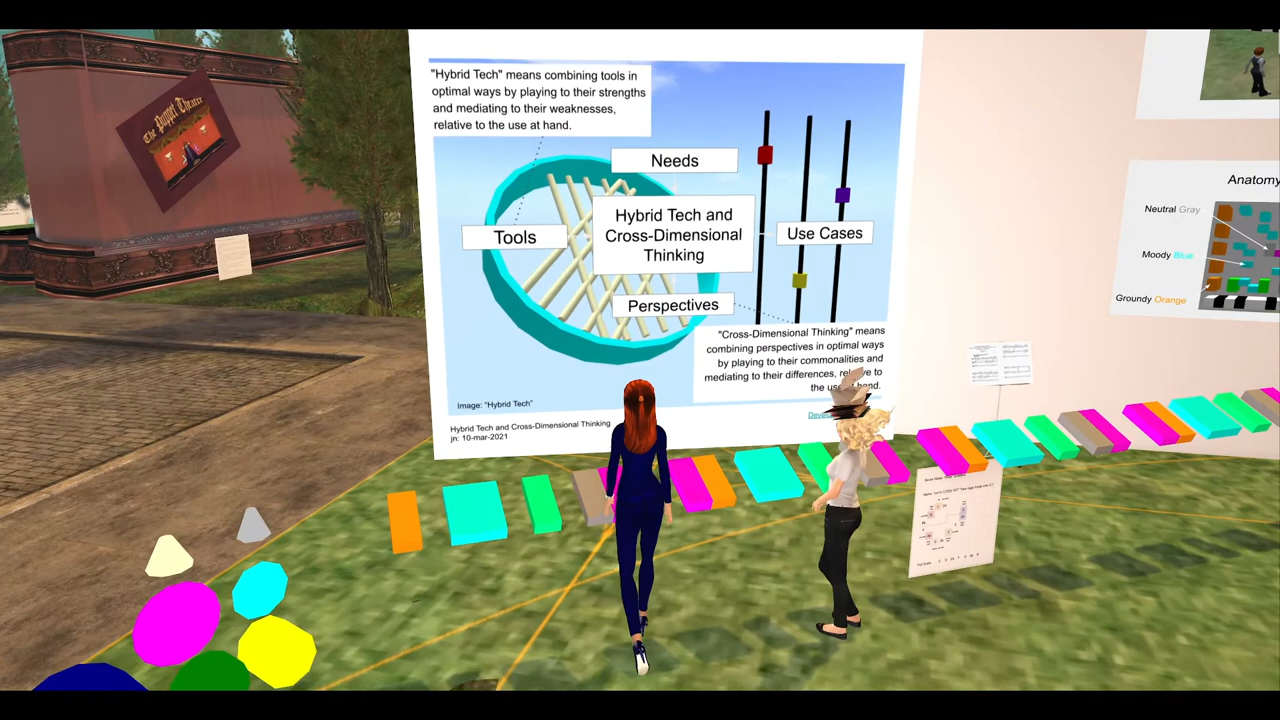 The Puppet Theatre
"Hybrid Tech" means combining tools in
optimal ways by playing to their strengths
and mediating to their weaknesses,
relative to the use at hand.
Needs
Hybrid Tech and
Cross-Dimensional
Thinking
Tools
Use Cases
Perspectives
"Cross-Dimensional Thinking" means
combining perspectives in optimal ways
by playing to their commonalities and
mediating to their differences, to
the hand.
Image: "Hybrid Tech"
Hybrid Tech and Cross-Dimensional Thinking
jn: 10-mar-2021
Anatomy
Neutral Gray
Moody Blue
Groundy Orange